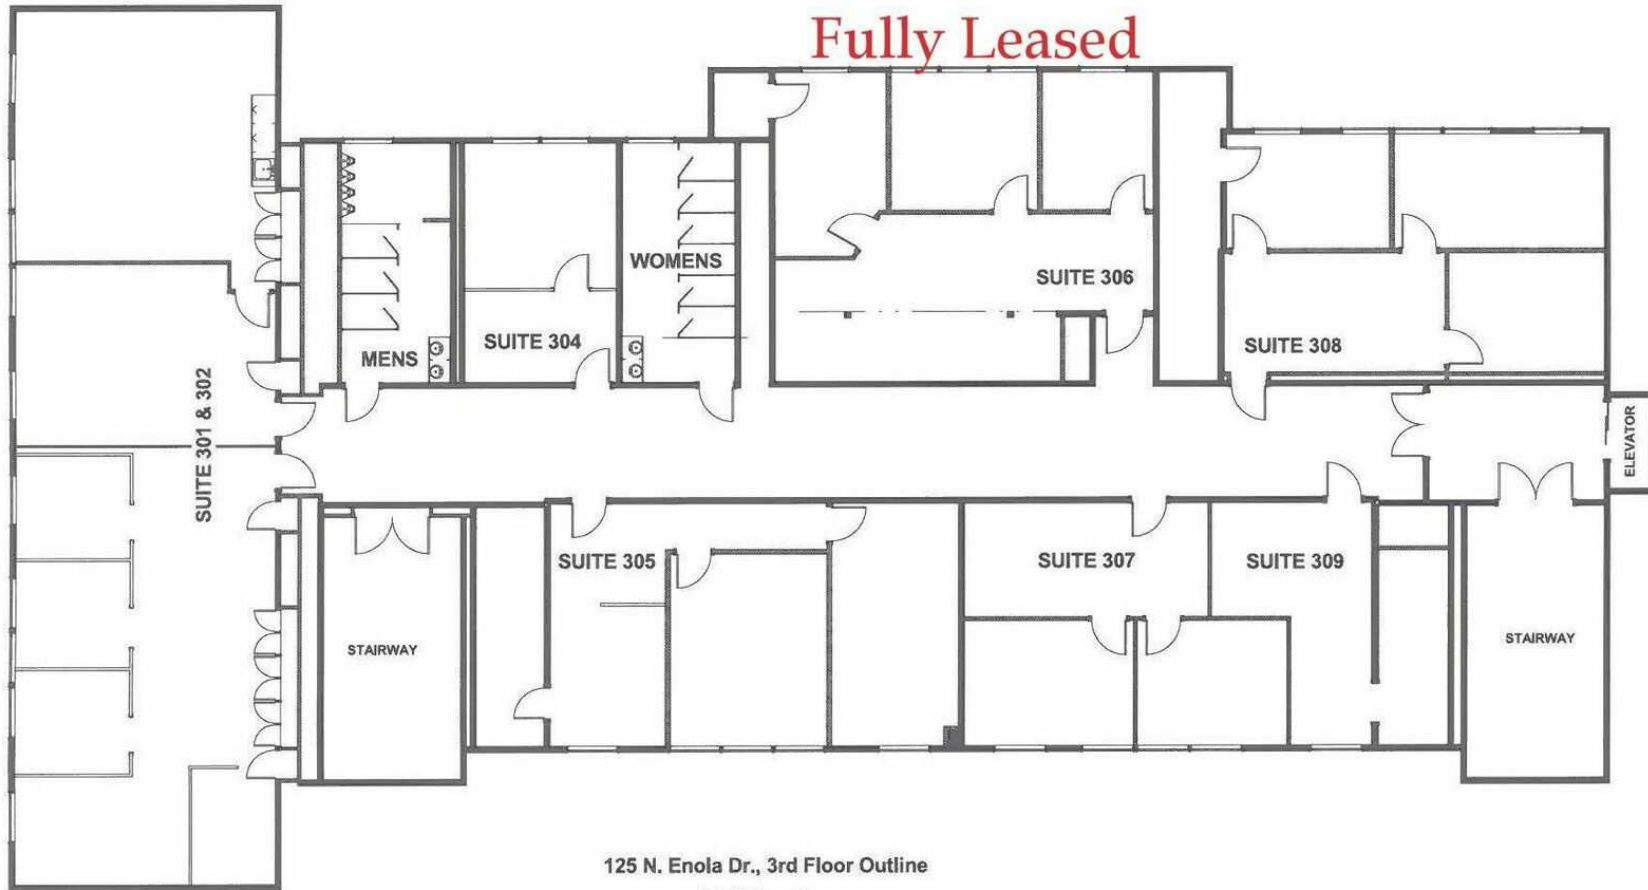 Fully Leased
WOMENS
SUITE 306
SUITE 304
SUITE 308
MENS
SUITE 301 & 302
ELEVATOR
SUITE 305
SUITE 307
SUITE 309
STAIRWAY
STAIRWAY
125 N. Enola Dr., 3rd Floor Outline